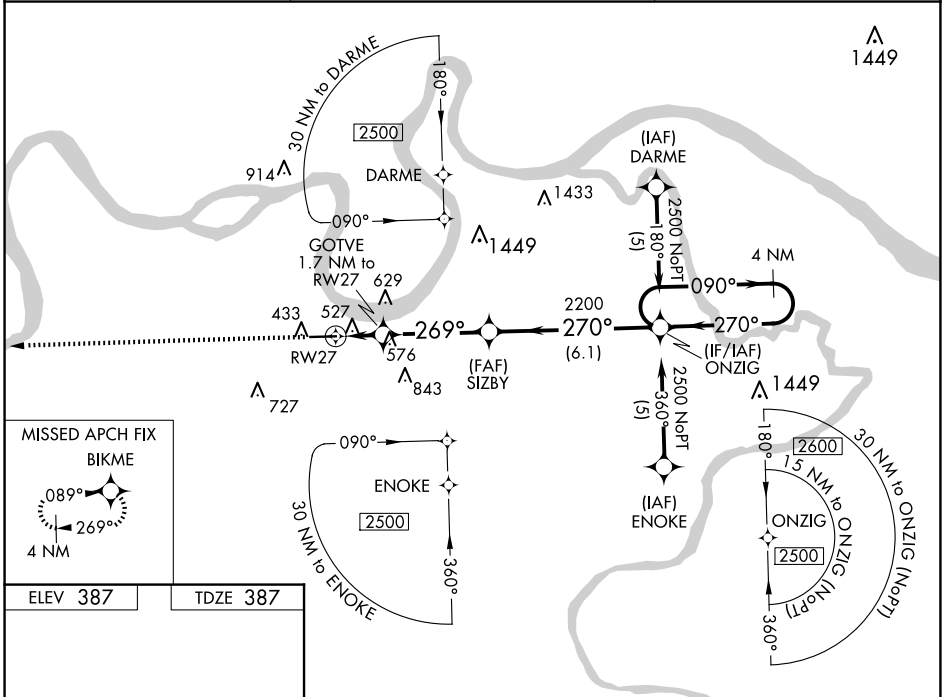 1449
30 NM to DARME
180°
2500
DARME
914
090°
(IAF)
DARME
1433
2500 NoPT
180°
(5)
1449
4 NM
090°
GOTVE
1.7 NM to
RW27
629
433
527
RW27
576
269°
843
(FAF)
SIZBY
2200
270°
(6.1)
270°
(IF/IAF)
ONZIG
727
1449
2500 NoPT
360°
(5)
(IAF)
ENOKE
MISSED APCH FIX
BIKME
089°
269°
4 NM
090°
ENOKE
2500
30 NM to ENOKE
360°
180°
2600
30 NM to ONZIG (NoPT)
15 NM to ONZIG (NoPT)
ONZIG
2500
360°
ELEV 387
TDZE 387